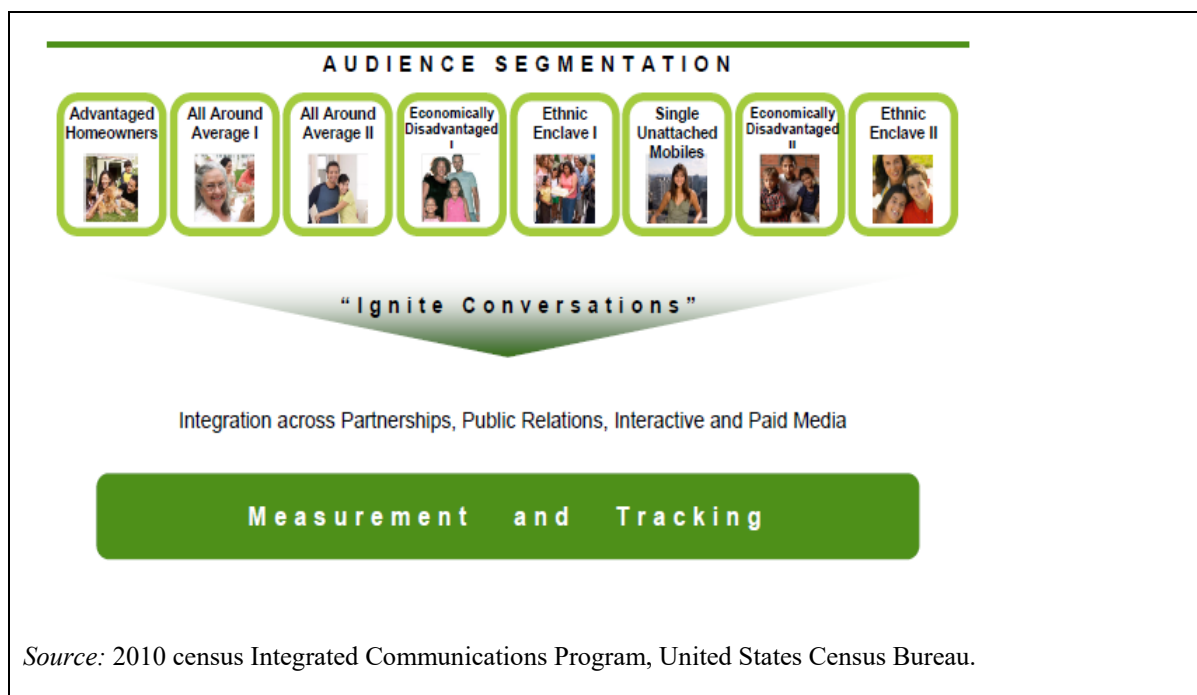 AUDIENCE SEGMENTATION
Advantaged
Homeowners
All Around
Average I
All Around
Average II
Economically
Disadvantaged
I
Ethnic
Enclave I
Single
Unattached
Mobiles
Economically
Disadvantaged
II
Ethnic
Enclave II
“Ignite Conversations”
Integration across Partnerships, Public Relations, Interactive and Paid Media
Measurement and Tracking
Source: 2010 census Integrated Communications Program, United States Census Bureau.